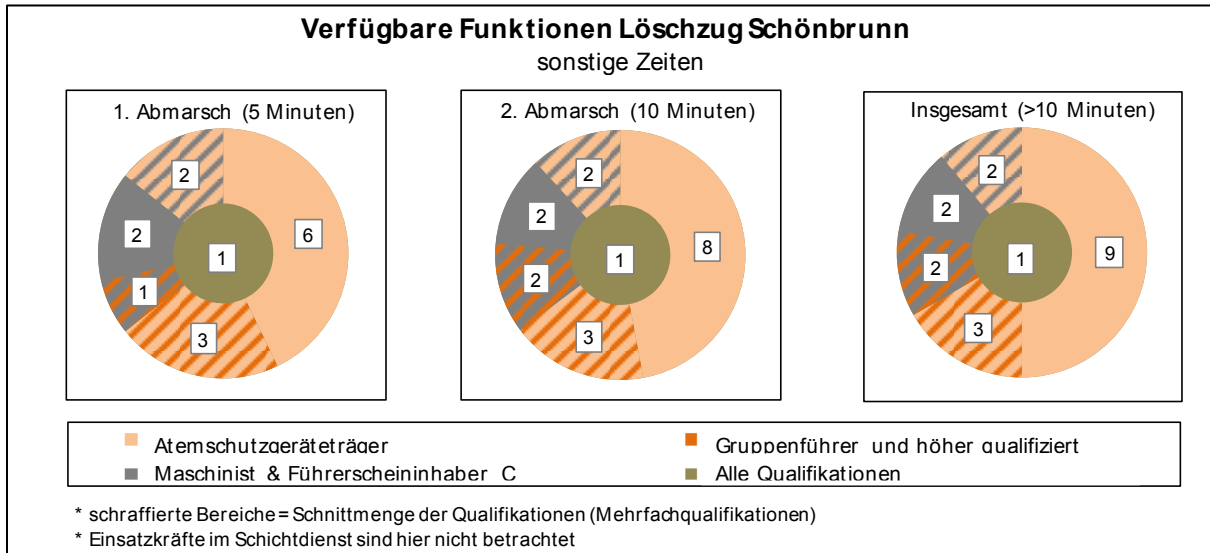 Verfügbare Funktionen Löschzug Schönbrunn
sonstige Zeiten
1. Abmarsch (5 Minuten)
2
6
2
1
1
3
2. Abmarsch (10 Minuten)
2
2
8
1
2
3
Insgesamt (>10 Minuten)
2
2
9
1
2
3
Atemschutzgeräteträger
Gruppenführer und höher qualifiziert
Maschinist & Führerscheininhaber C
Alle Qualifikationen
* schraffierte Bereiche = Schnittmenge der Qualifikationen (Mehrfachqualifikationen)
* Einsatzkräfte im Schichtdienst sind hier nicht betrachtet